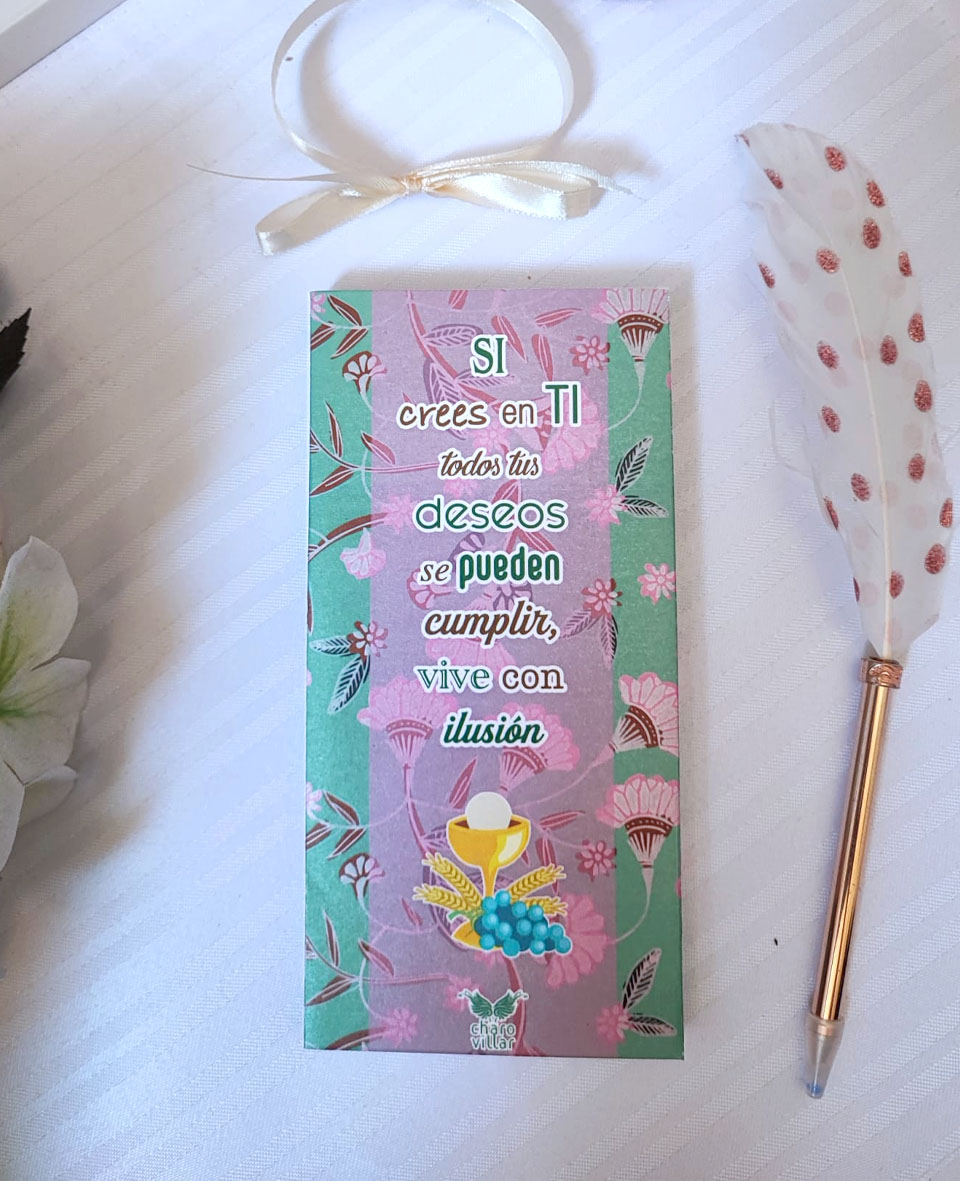 SI
crees en TI
todos tus
deseos
se pueden
cumplir,
vive con
ilusión
charo
villar